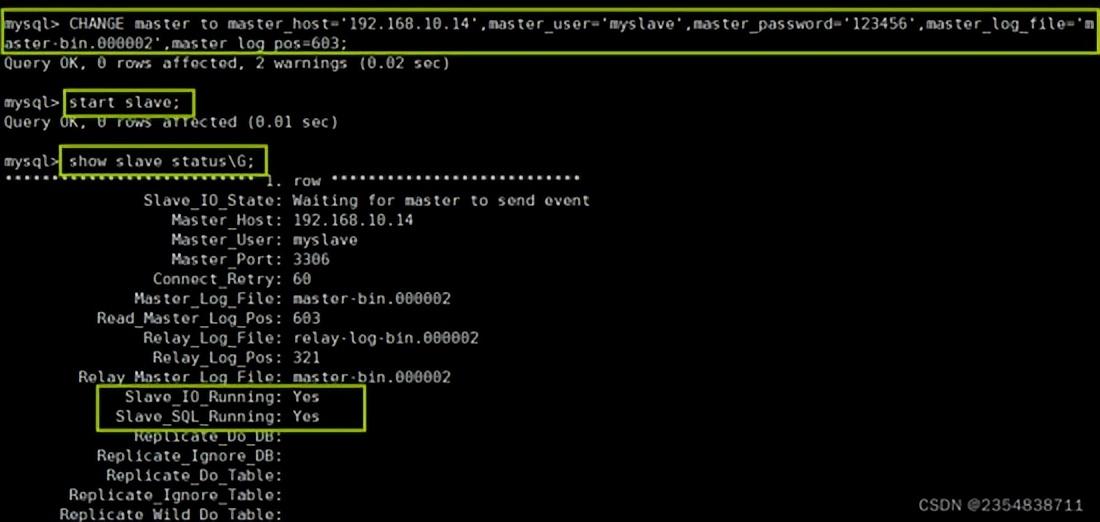 mysql> CHANGE master to master_host='192.168.10.14',master_user='myslave',master_password='123456',master_log_file='m
aster-bin.000002',master_log_pos=603;
Query OK, 0 rows affected, 2 warnings (0.02 sec)
mysql> start slave;
Query OK, 0 rows affected (0.01 sec)
mysql> show slave status\G;
*************************** 1. row ***************************
Slave_IO_State: Waiting for master to send event
Master_Host: 192.168.10.14
Master_User: myslave
Master_Port: 3306
Connect_Retry: 60
Master_Log_File: master-bin.000002
Read_Master_Log_Pos: 603
Relay_Log_File: relay-log-bin.000002
Relay_Log_Pos: 321
Relay_Master_Log_File: master-bin.000002
Slave_IO_Running: Yes
Slave_SQL_Running: Yes
Replicate_Do_DB:
Replicate_Ignore_DB:
Replicate_Do_Table:
Replicate_Ignore_Table:
Replicate_Wild_Do_Table:
CSDN @2354838711